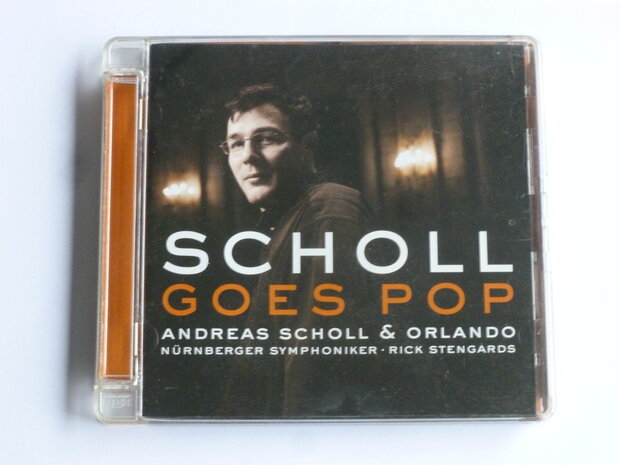 SCHOLL
GOES POP
ANDREAS SCHOLL & ORLANDO
NÜRNBERGER SYMPHONIKER · RICK STENGARDS